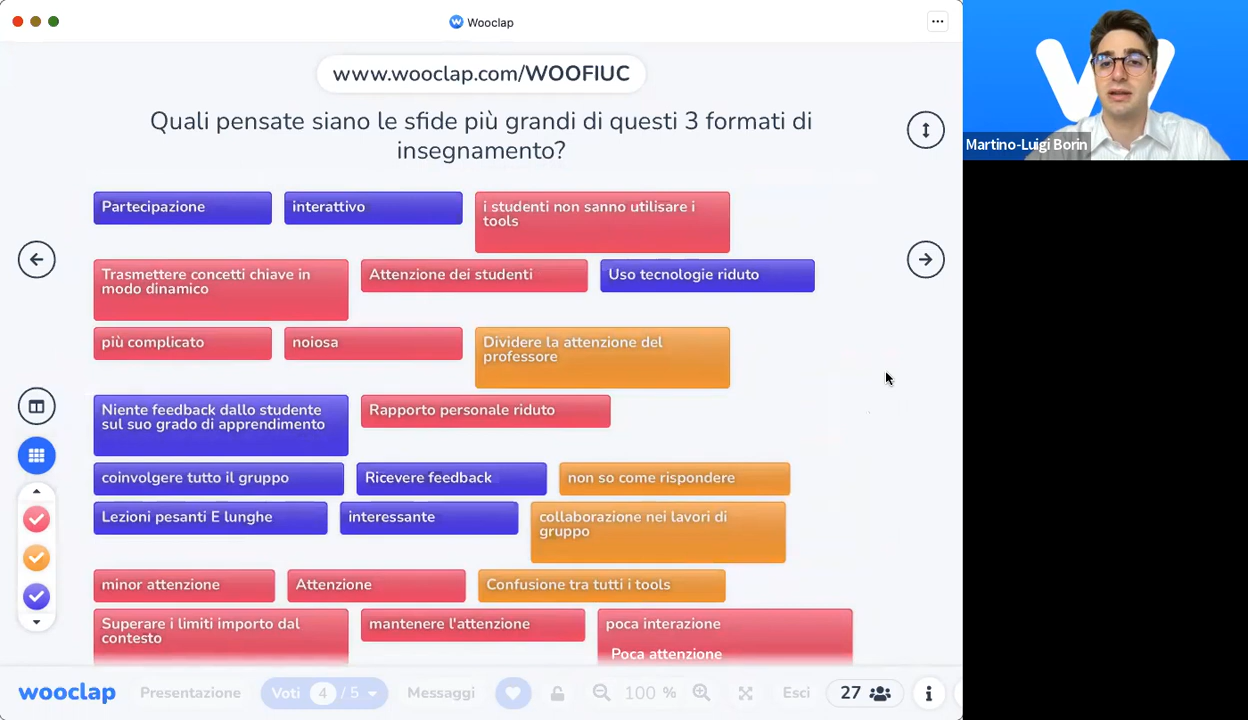 Wooclap
www.wooclap.com/WOOFIUC
Quali pensate siano le sfide più grandi di questi 3 formati di
insegnamento?
Partecipazione
interattivo
i studenti non sanno utilisare i
tools
Trasmettere concetti chiave in
modo dinamico
Attenzione dei studenti
Uso tecnologie riduto
più complicato
noiosa
Dividere la attenzione del
professore
Niente feedback dallo studente
sul suo grado di apprendimento
Rapporto personale riduto
coinvolgere tutto il gruppo
Ricevere feedback
non so come rispondere
Lezioni pesanti E lunghe
interessante
collaborazione nei lavori di
gruppo
minor attenzione
Attenzione
Confusione tra tutti i tools
Superare i limiti importo dal
contesto
mantenere l'attenzione
poca interazione
Poca attenzione
wooclap
Presentazione
Voti 4 / 5
Messaggi
100 %
Esci
27
Martino-Luigi Borin